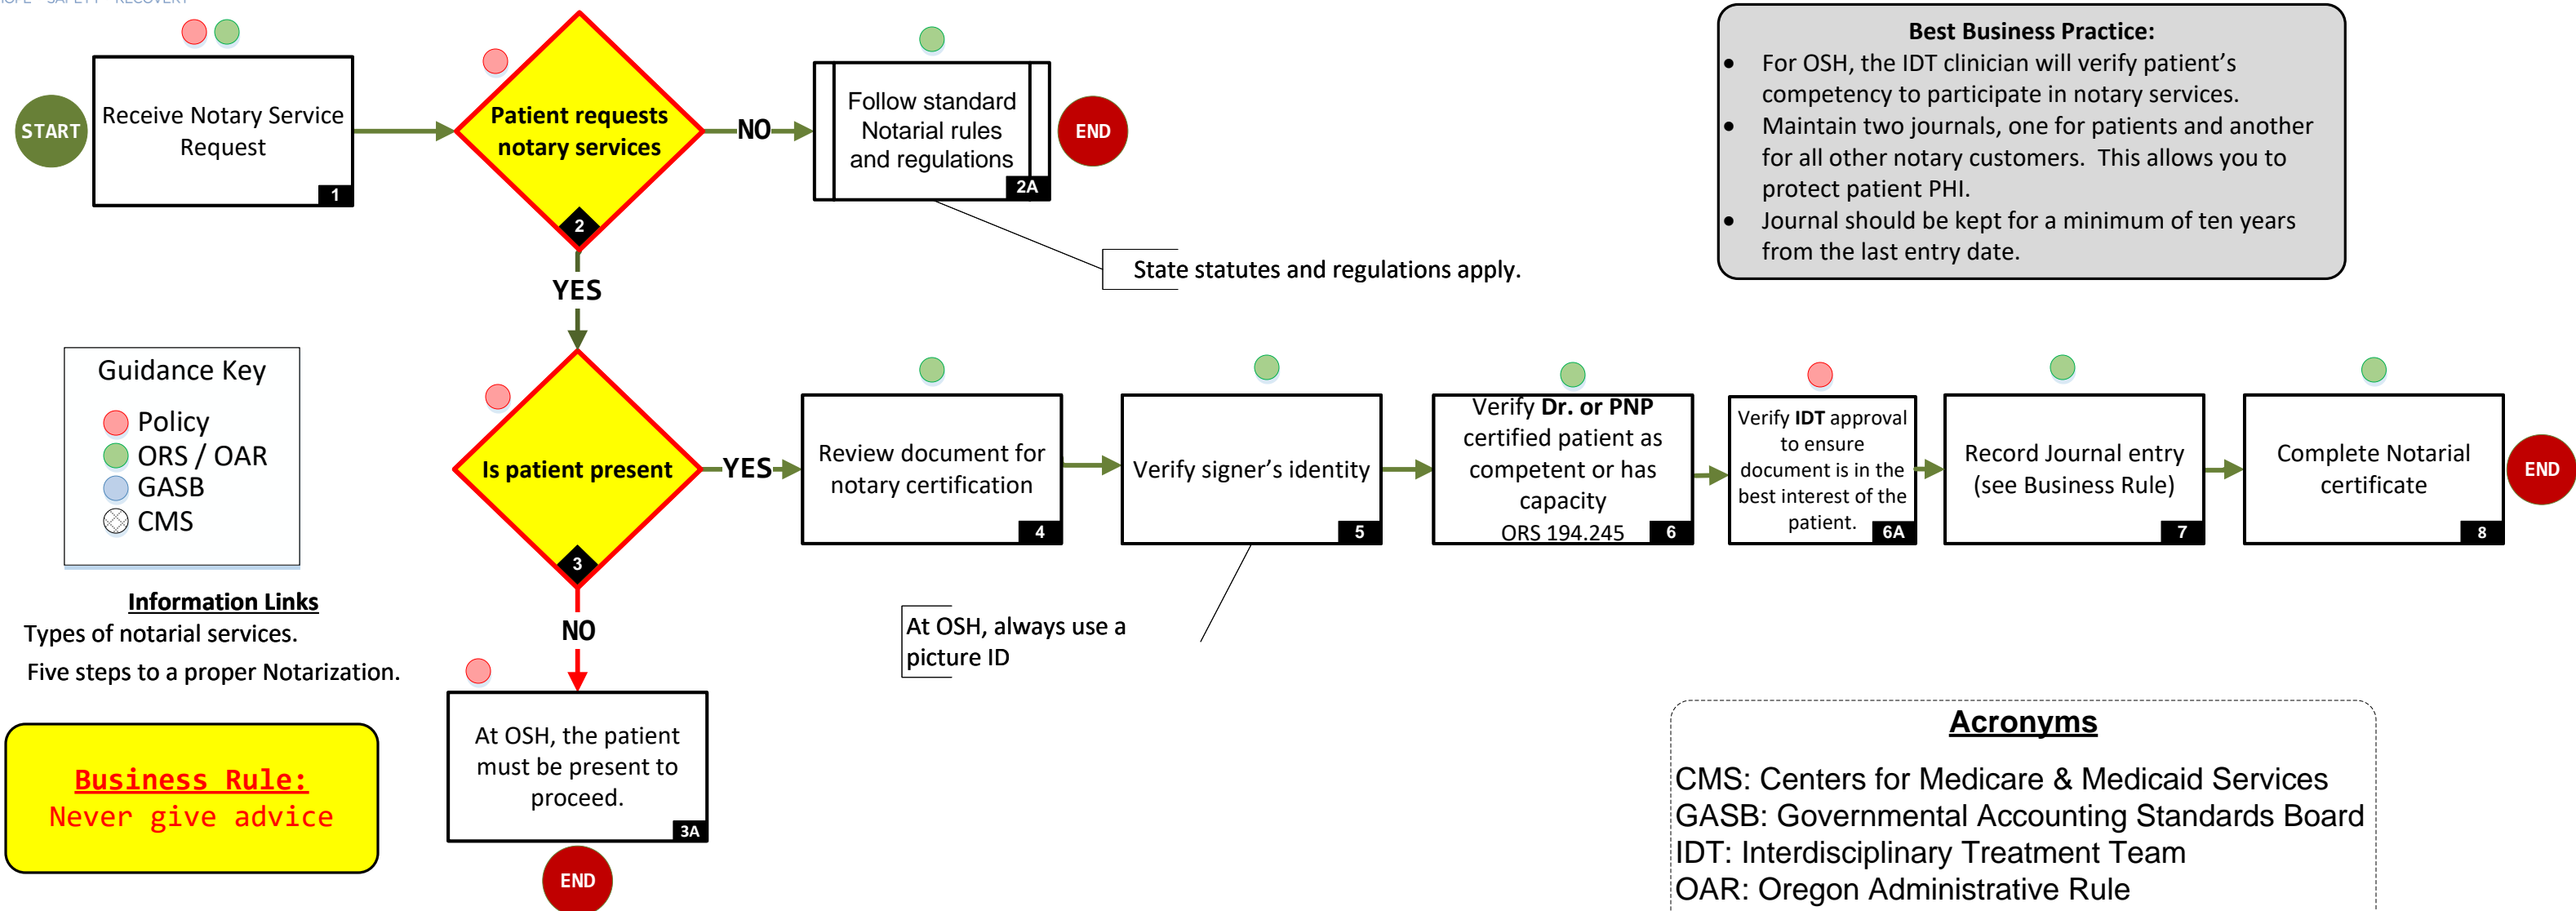 HOPE SAFETY RECOVERY
START
Receive Notary Service
Request
1
Patient requests
notary services
2
NO
Follow standard
Notarial rules
and regulations
2A
END
State statutes and regulations apply.
Best Business Practice:
• For OSH, the IDT clinician will verify patient's
competency to participate in notary services.
• Maintain two journals, one for patients and another
for all other notary customers.  This allows you to
protect patient PHI.
• Journal should be kept for a minimum of ten years
from the last entry date.
YES
Guidance Key
Policy
ORS / OAR
GASB
CMS
Information Links
Types of notarial services.
Five steps to a proper Notarization.
Business Rule:
Never give advice
Is patient present
3
YES
Review document for
notary certification
4
Verify signer's identity
5
At OSH, always use a
picture ID
Verify Dr. or PNP
certified patient as
competent or has
capacity
ORS 194.245
6
Verify IDT approval
to ensure
document is in the
best interest of the
patient.
6A
Record Journal entry
(see Business Rule)
7
Complete Notarial
certificate
8
END
NO
At OSH, the patient
must be present to
proceed.
3A
END
Acronyms
CMS: Centers for Medicare & Medicaid Services
GASB: Governmental Accounting Standards Board
IDT: Interdisciplinary Treatment Team
OAR: Oregon Administrative Rule